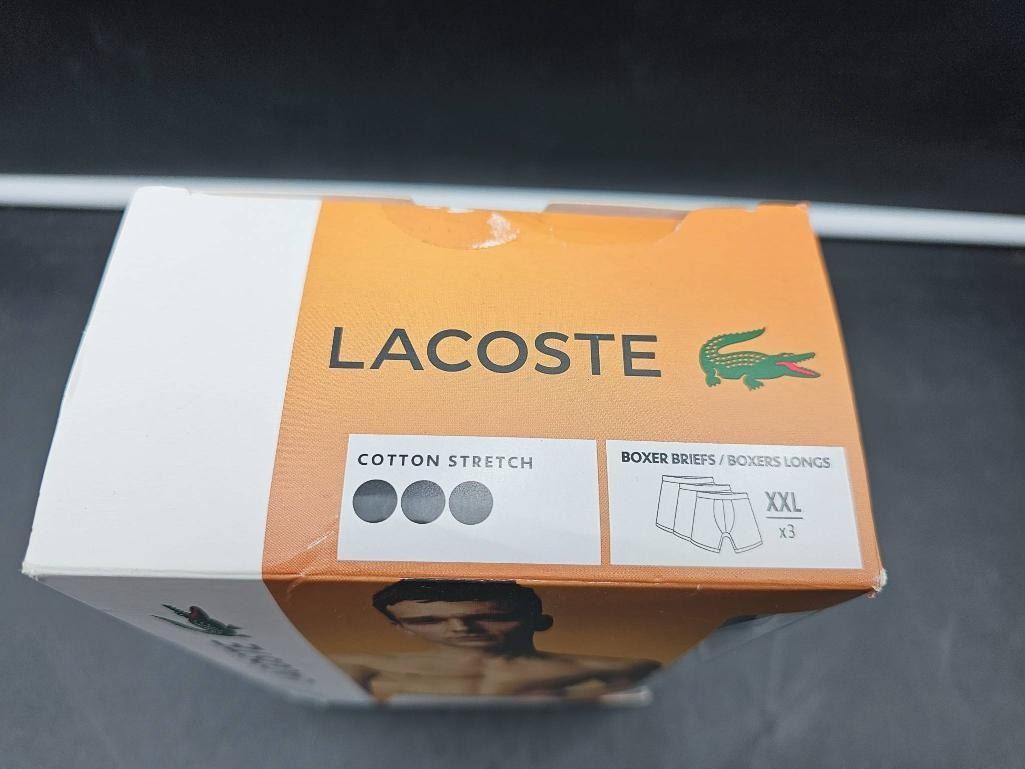 LACOSTE
COTTON STRETCH
BOXER BRIEFS / BOXERS LONGS
XXL
x3